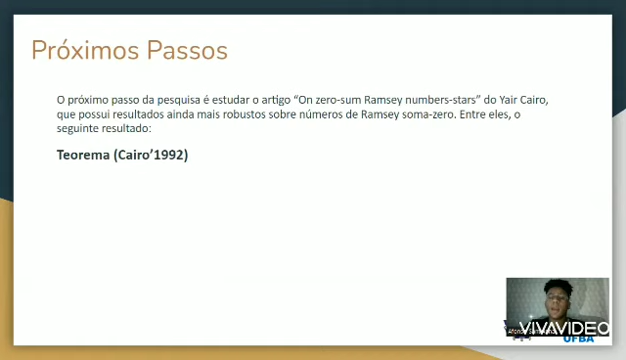 Próximos Passos
O próximo passo da pesquisa é estudar o artigo “On zero-sum Ramsey numbers-stars” do Yair Cairo,
que possui resultados ainda mais robustos sobre números de Ramsey soma-zero. Entre eles, o
seguinte resultado:
Teorema (Cairo’1992)
VIVAVIDEO
UFBA